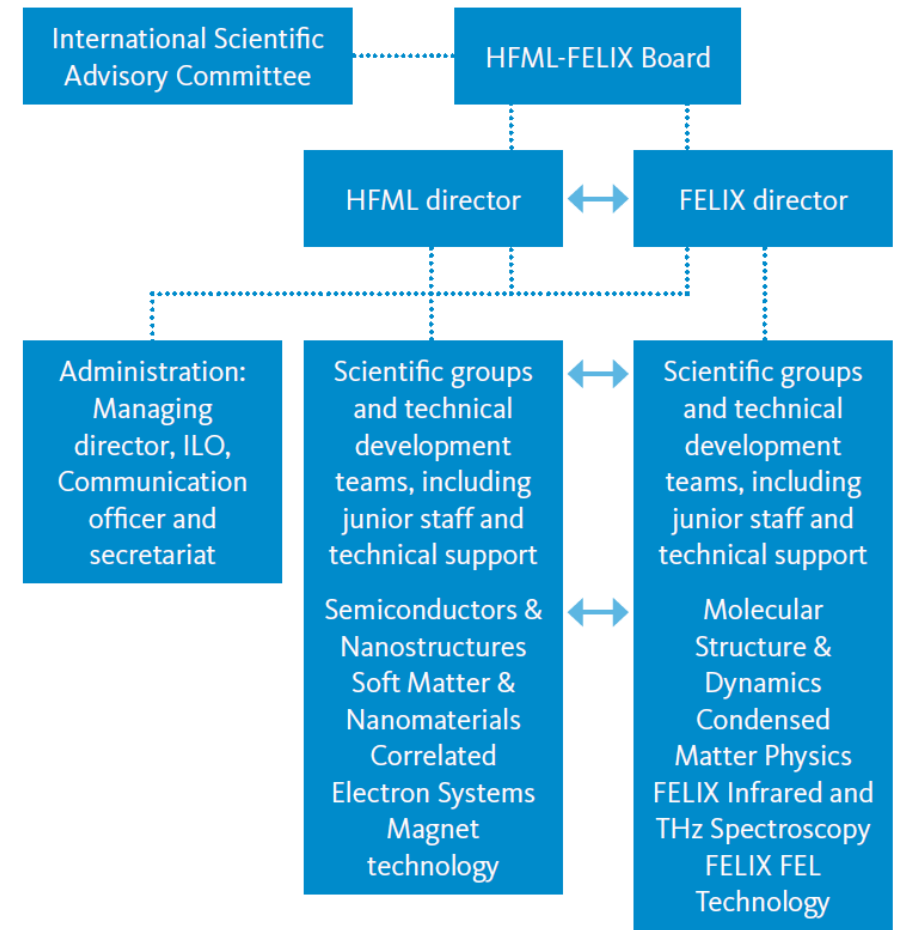 International Scientific
Advisory Committee
HFML-FELIX Board
HFML director
FELIX director
Administration:
Managing
director, ILO,
Communication
officer and
secretariat
Scientific groups
and technical
development
teams, including
junior staff and
technical support
Semiconductors &
Nanostructures
Soft Matter &
Nanomaterials
Correlated
Electron Systems
Magnet
technology
Scientific groups
and technical
development
teams, including
junior staff and
technical support
Molecular
Structure &
Dynamics
Condensed
Matter Physics
FELIX Infrared and
THz Spectroscopy
FELIX FEL
Technology